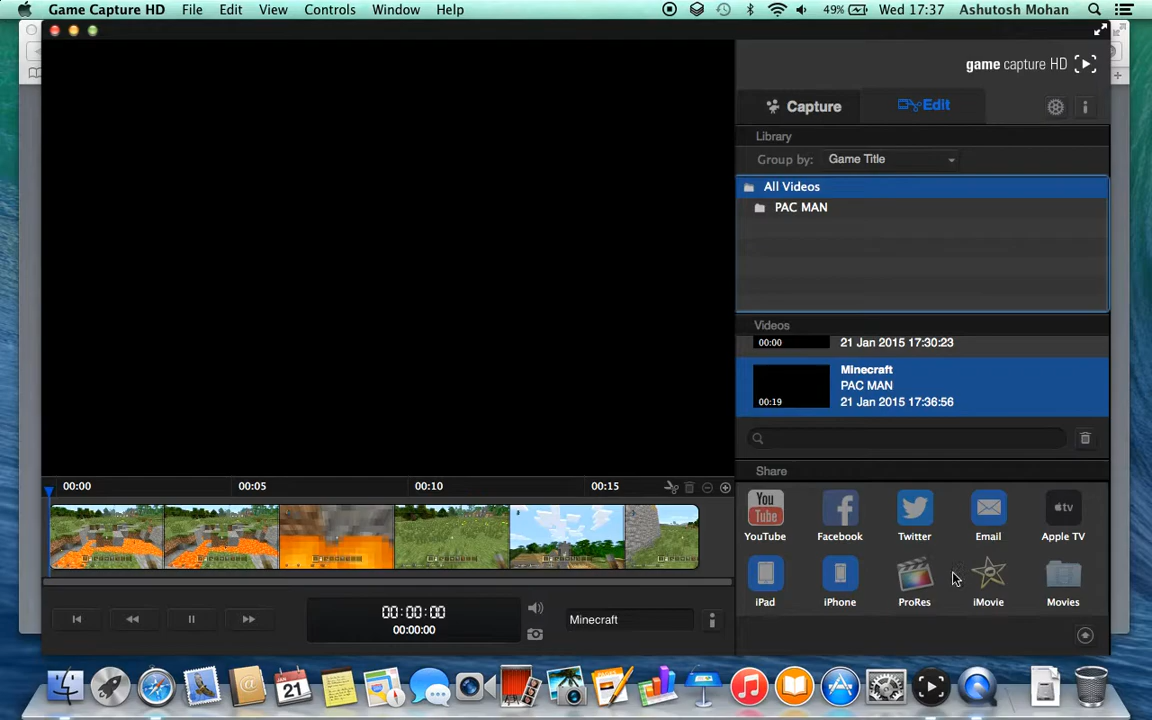 Game Capture HD File Edit View Controls Window Help 49% Wed 17:37 Ashutosh Mohan
game capture HD
Capture Edit
Library
Group by: Game Title
All Videos
PAC MAN
Videos
00:00 21 Jan 2015 17:30:23
Minecraft
PAC MAN
00:19 21 Jan 2015 17:36:56
00:00 00:05 00:10 00:15
Share
You Tube tv
YouTube Facebook Twitter Email Apple TV
iPad iPhone ProRes iMovie Movies
00:00:00
00:00:00
Minecraft
21